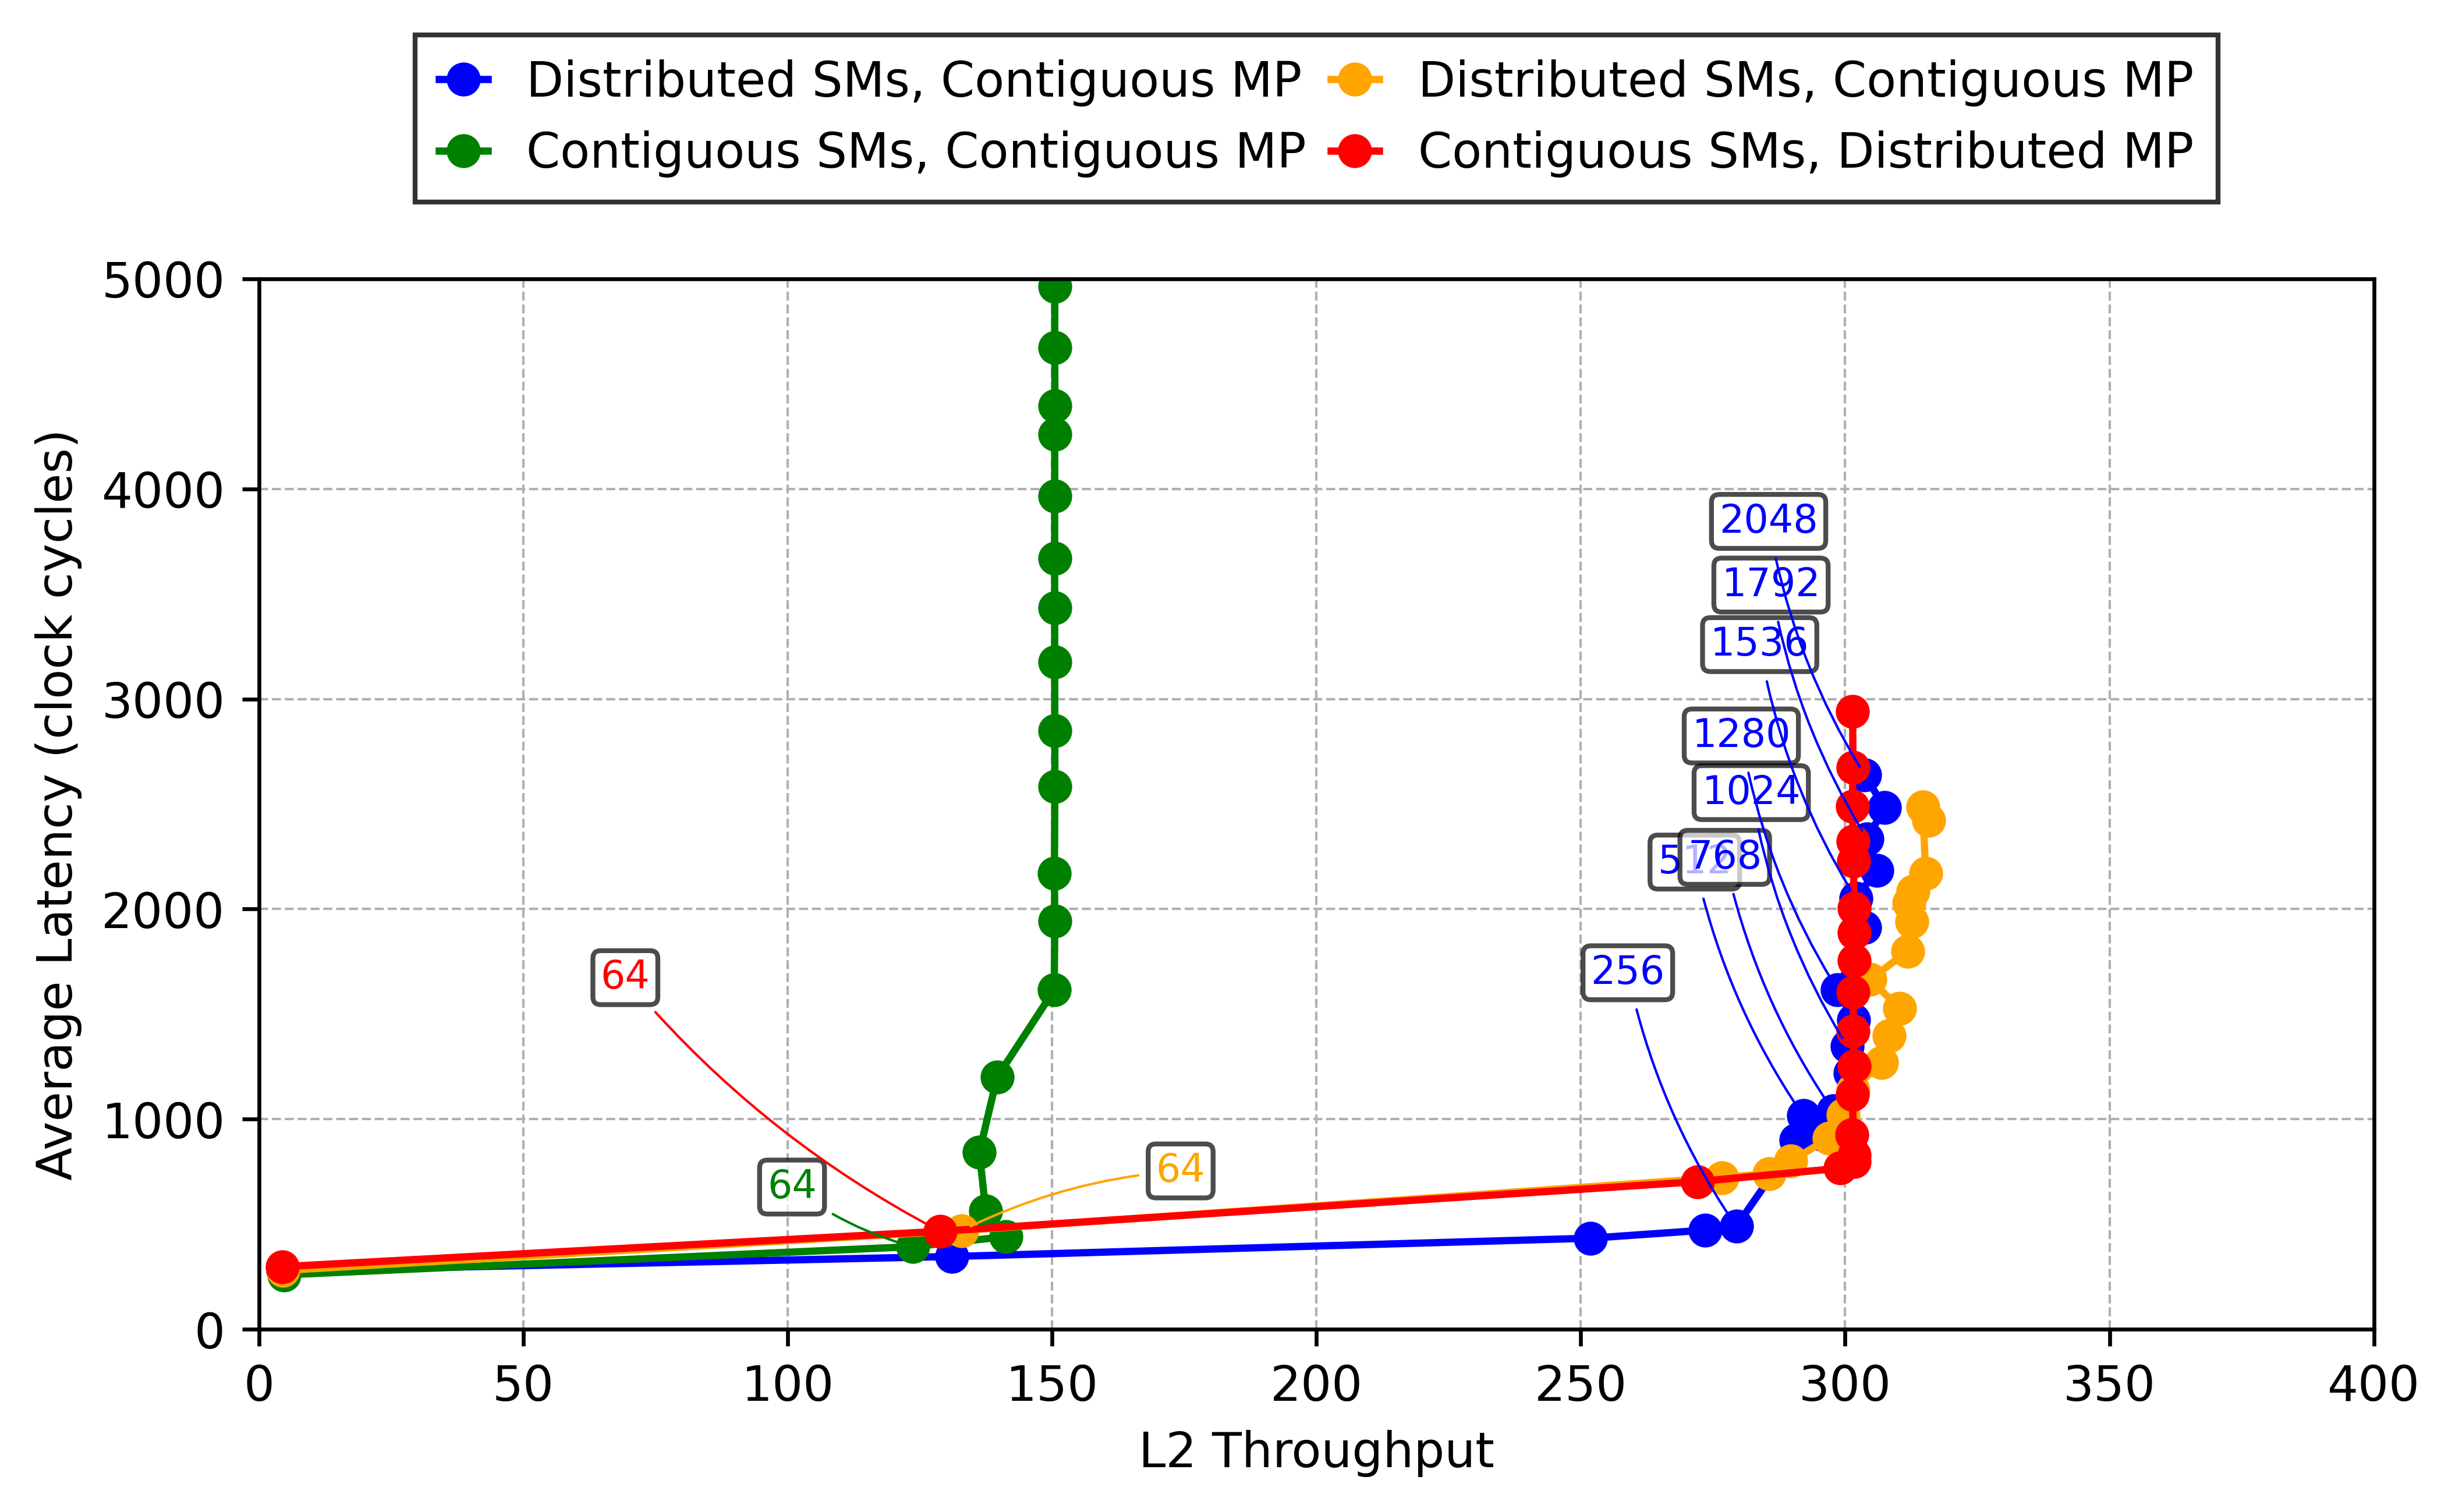 Distributed SMs, Contiguous MP
Contiguous SMs, Contiguous MP
Distributed SMs, Contiguous MP
Contiguous SMs, Distributed MP
Average Latency (clock cycles)
5000
4000
3000
2000
1000
0
2048
1792
1536
1280
1024
512
768
256
64
64
64
0 50 100 150 200 250 300 350 400
L2 Throughput